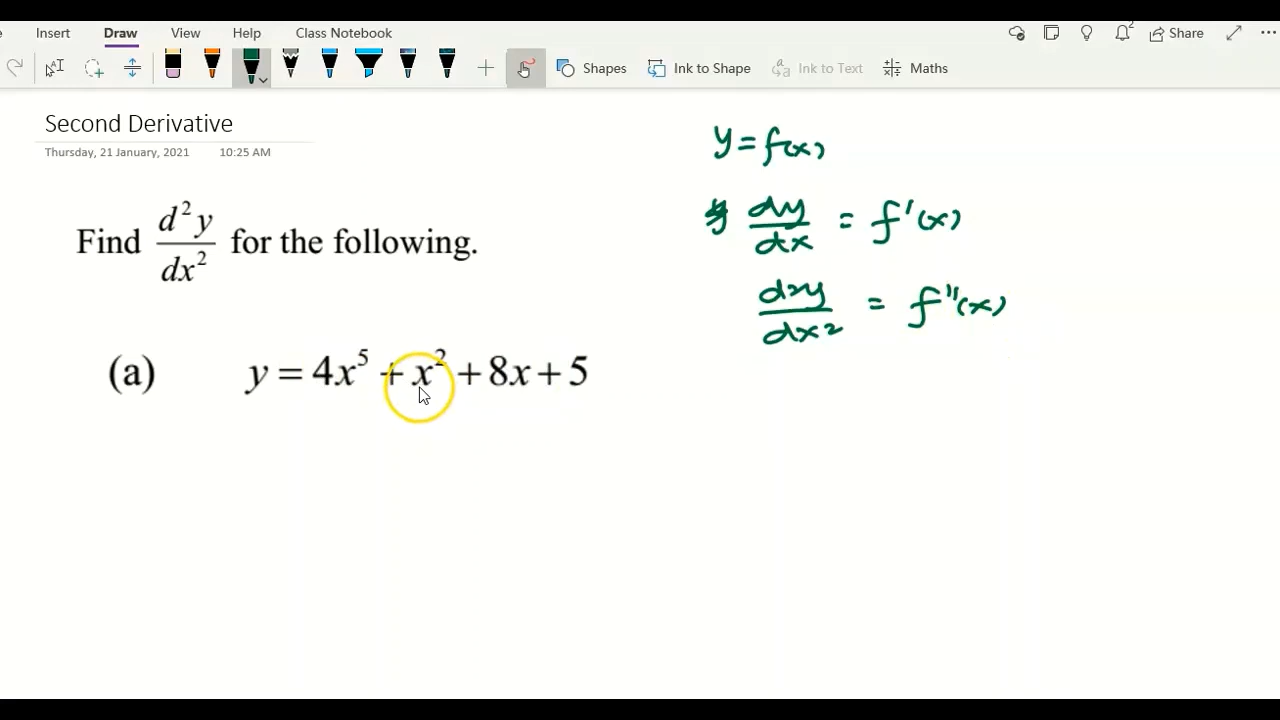 Insert Draw View Help Class Notebook 2 Share
Shapes Ink to Shape Ink to Text Maths
Second Derivative
Thursday, 21 January, 2021 10:25 AM
y = f(x)
dy/dx = f'(x)
Find d²y/dx² for the following.
d²y/dx² = f''(x)
(a) y = 4x⁵ + x² + 8x + 5